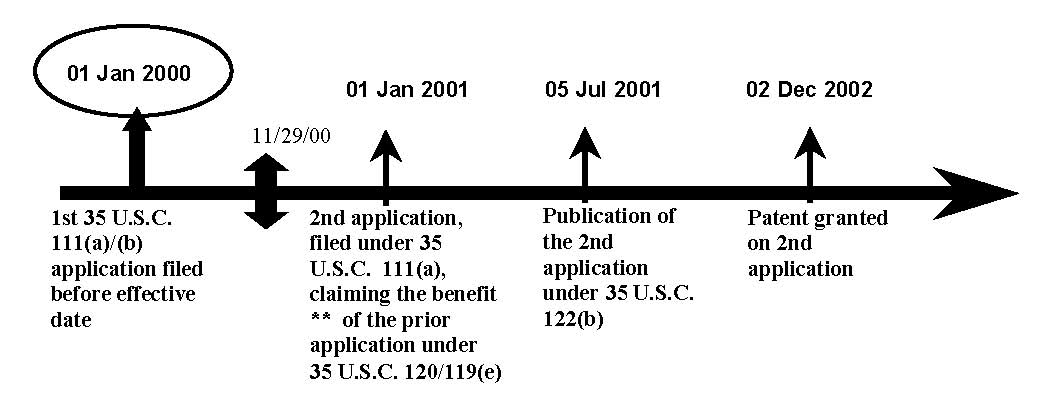 01 Jan 2000
01 Jan 2001
05 Jul 2001
02 Dec 2002
11/29/00
1st 35 U.S.C.
111(a)/(b)
application filed
before effective
date
2nd application,
filed under 35
U.S.C. 111(a),
claiming the benefit
** of the prior
application under
35 U.S.C. 120/119(e)
Publication of
the 2nd
application
under 35 U.S.C.
122(b)
Patent granted
on 2nd
application